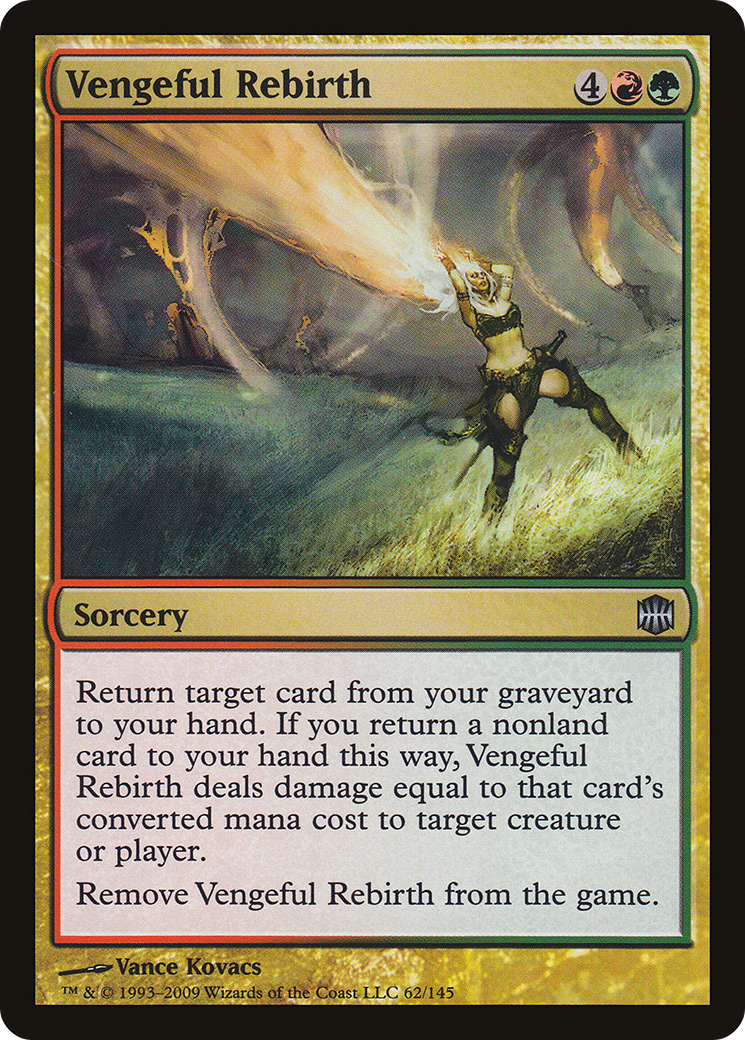 Vengeful Rebirth 4
Sorcery
Return target card from your graveyard
to your hand. If you return a nonland
card to your hand this way, Vengeful
Rebirth deals damage equal to that card's
converted mana cost to target creature
or player.
Remove Vengeful Rebirth from the game.
Vance Kovacs
™ & © 1993–2009 Wizards of the Coast LLC 62/145